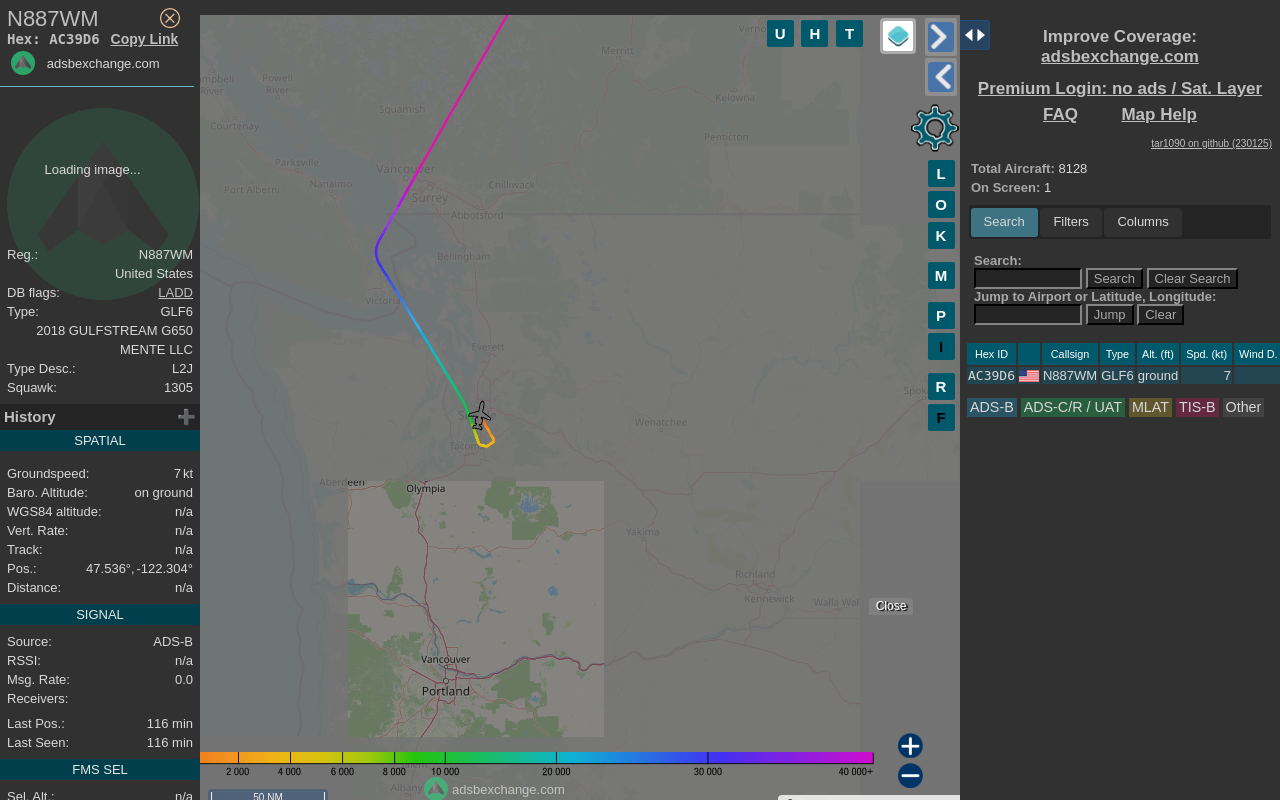 N887WM
Hex: AC39D6 Copy Link
adsbexchange.com
Loading image...
Reg.: N887WM
United States
DB flags: LADD
Type: GLF6
2018 GULFSTREAM G650
MENTE LLC
Type Desc.: L2J
Squawk: 1305
History
SPATIAL
Groundspeed: 7 kt
Baro. Altitude: on ground
WGS84 altitude: n/a
Vert. Rate: n/a
Track: n/a
Pos.: 47.536°, -122.304°
Distance: n/a
SIGNAL
Source: ADS-B
RSSI: n/a
Msg. Rate: 0.0
Receivers:
Last Pos.: 116 min
Last Seen: 116 min
FMS SEL
Sel. Alt.: n/a
U H T
Merritt
Powell
River
Kelowna
Squamish
Courtenay
Penticton
Parksville
Vancouver
Nanaimo
Chilliwack
Port Alberni
Surrey
Abbotsford
Bellingham
Victoria
Everett
Wenatchee
Aberdeen
Olympia
Yakima
Richland
Kennewick
Walla Wal
Vancouver
Portland
Albany
L
O
K
M
P
I
R
F
Close
2 000 4 000 6 000 8 000 10 000 20 000 30 000 40 000+
adsbexchange.com
50 NM
Improve Coverage:
adsbexchange.com
Premium Login: no ads / Sat. Layer
FAQ Map Help
tar1090 on github (230125)
Total Aircraft: 8128
On Screen: 1
Search Filters Columns
Search:
Search Clear Search
Jump to Airport or Latitude, Longitude:
Jump Clear
Hex ID Callsign Type Alt. (ft) Spd. (kt) Wind D.
AC39D6 N887WM GLF6 ground 7
ADS-B ADS-C/R / UAT MLAT TIS-B Other